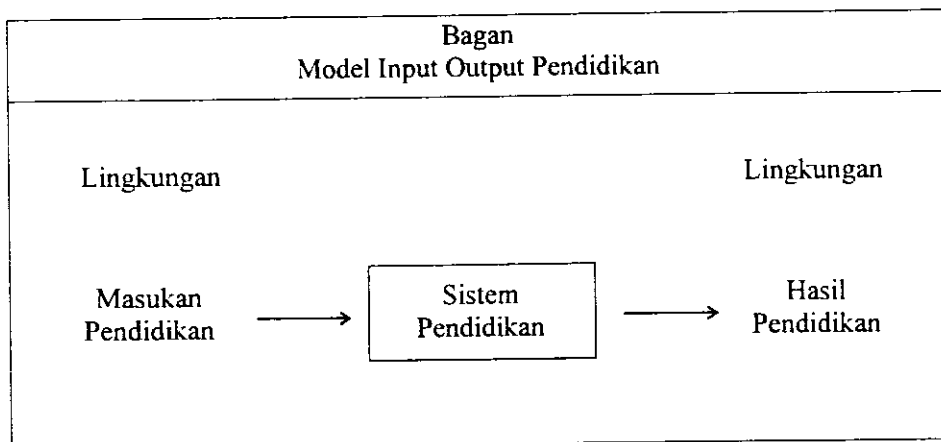 Bagan
Model Input Output Pendidikan
Lingkungan
Lingkungan
Masukan
Pendidikan
Sistem
Pendidikan
Hasil
Pendidikan